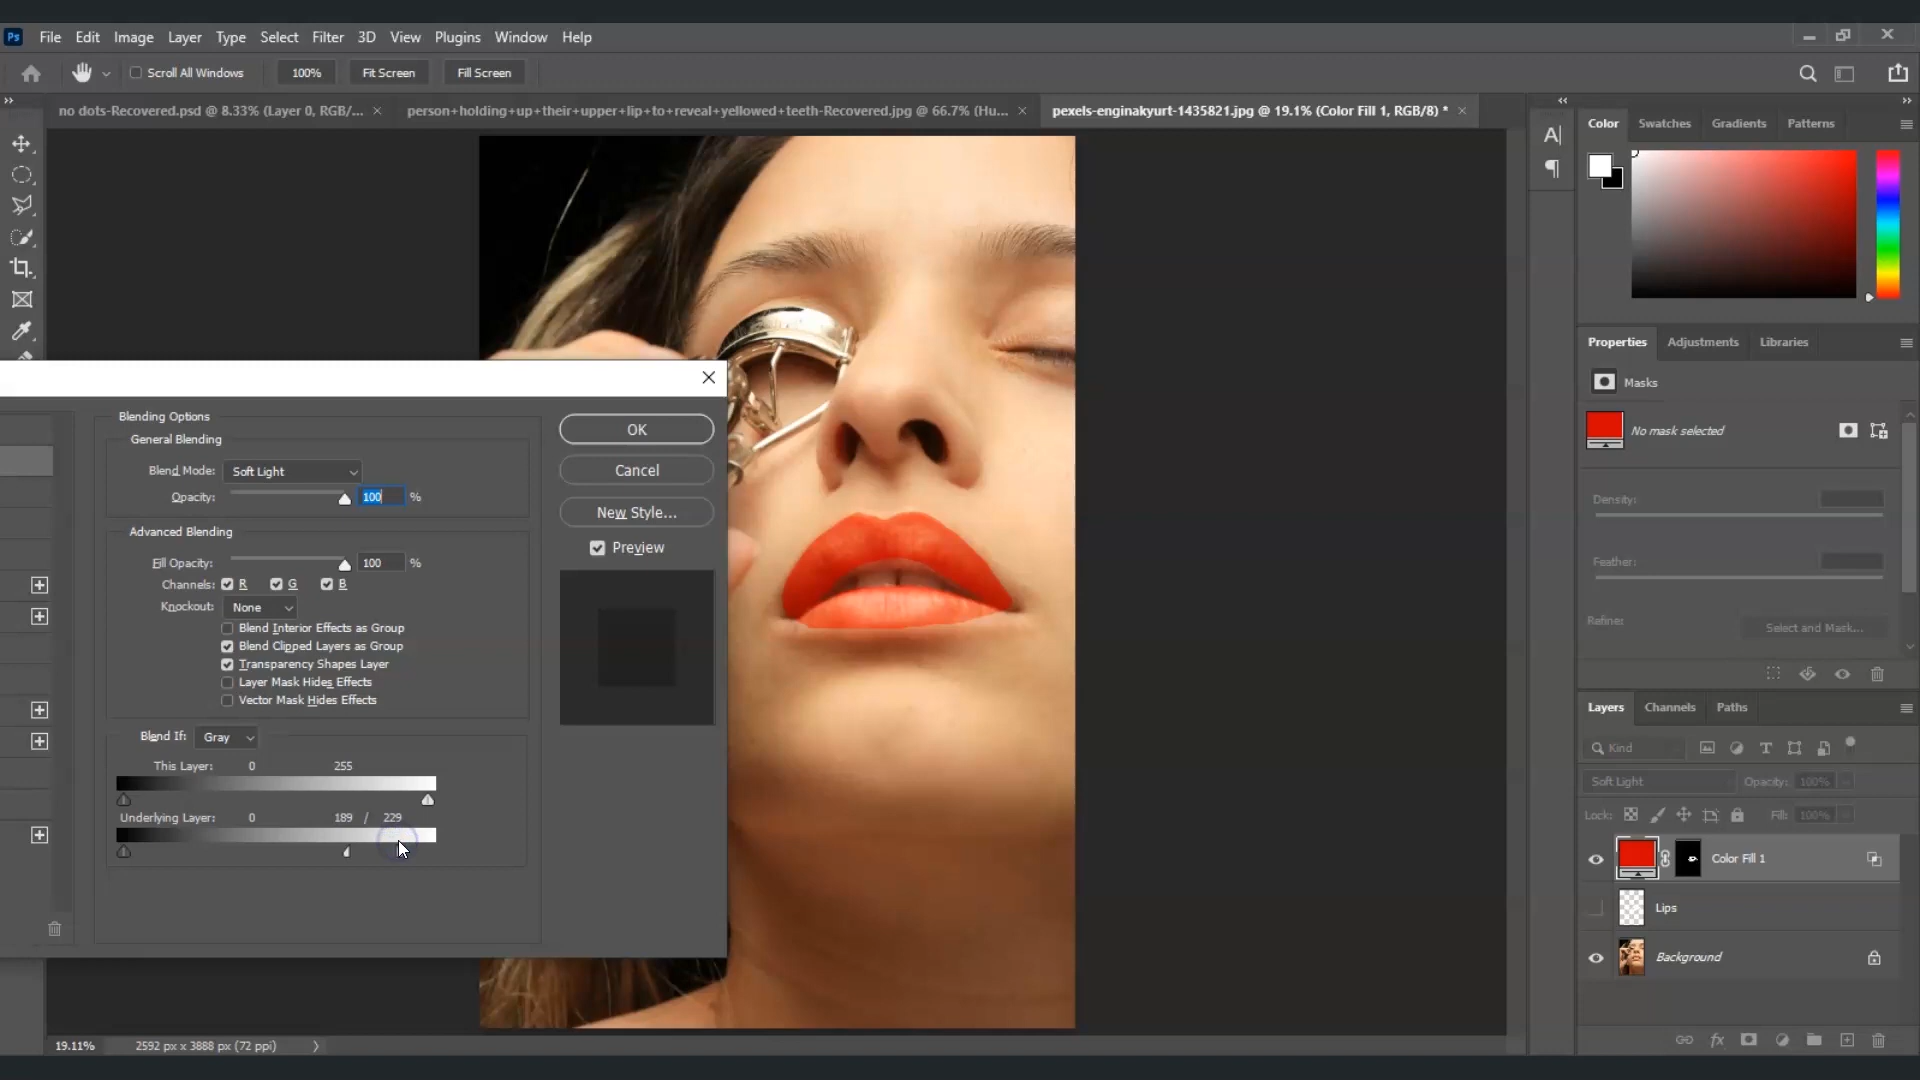 Ps File Edit Image Layer Type Select Filter 3D View Plugins Window Help
Scroll All Windows 100% Fit Screen Fill Screen
no dots-Recovered.psd @ 8.33% (Layer 0, RGB/... × person+holding+up+their+upper+lip+to+reveal+yellowed+teeth-Recovered.jpg @ 66.7% (Hu... × pexels-enginakyurt-1435821.jpg @ 19.1% (Color Fill 1, RGB/8) * ×
Color Swatches Gradients Patterns
Properties Adjustments Libraries
Masks
No mask selected
Density:
Feather:
Refine: Select and Mask...
Layers Channels Paths
Kind
Soft Light Opacity: 100%
Lock: Fill: 100%
Color Fill 1
Lips
Background
Blending Options
General Blending
Blend Mode: Soft Light
Opacity: 100 %
Advanced Blending
Fill Opacity: 100 %
Channels: R G B
Knockout: None
Blend Interior Effects as Group
Blend Clipped Layers as Group
Transparency Shapes Layer
Layer Mask Hides Effects
Vector Mask Hides Effects
Blend If: Gray
This Layer: 0 255
Underlying Layer: 0 189 / 229
OK
Cancel
New Style...
Preview
19.11% 2592 px x 3888 px (72 ppi)
fx